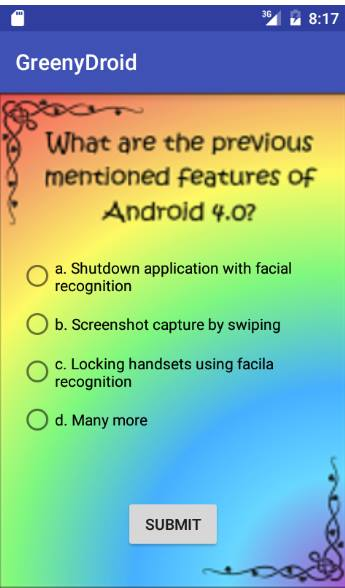 3G 8:17
GreenyDroid
What are the previous
mentioned features of
Android 4.0?
a. Shutdown application with facial
recognition
b. Screenshot capture by swiping
c. Locking handsets using facila
recognition
d. Many more
SUBMIT